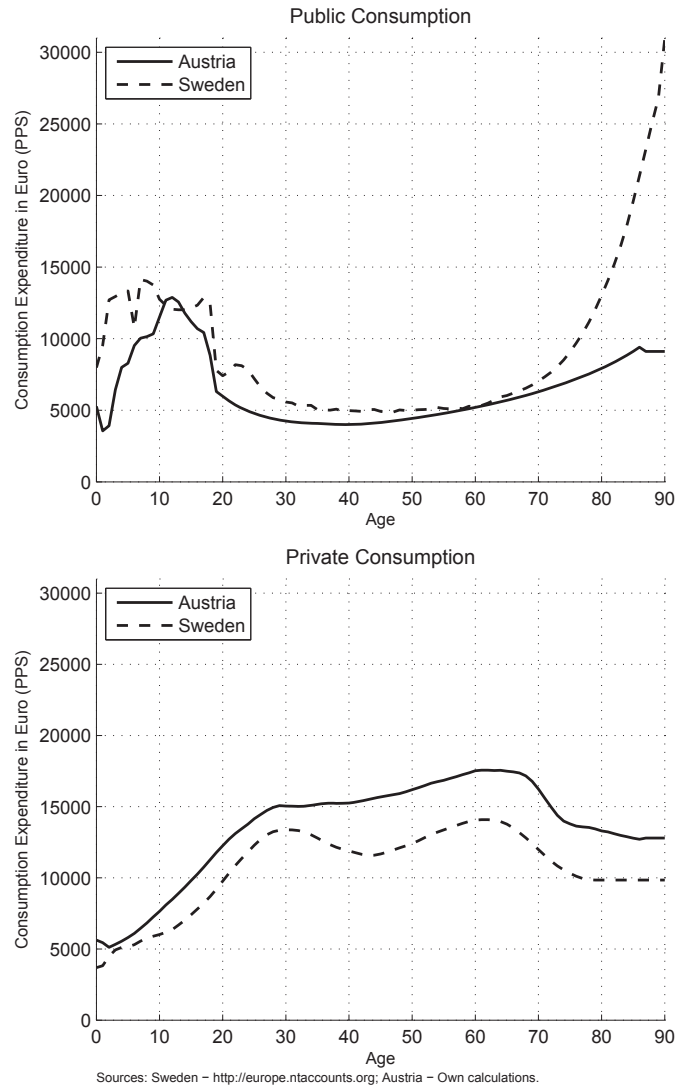 Public Consumption
30000
25000
20000
15000
10000
5000
0
Consumption Expenditure in Euro (PPS)
Austria
Sweden
0 10 20 30 40 50 60 70 80 90
Age
Private Consumption
30000
25000
20000
15000
10000
5000
0
Consumption Expenditure in Euro (PPS)
Austria
Sweden
0 10 20 30 40 50 60 70 80 90
Age
Sources: Sweden − http://europe.ntaccounts.org; Austria − Own calculations.